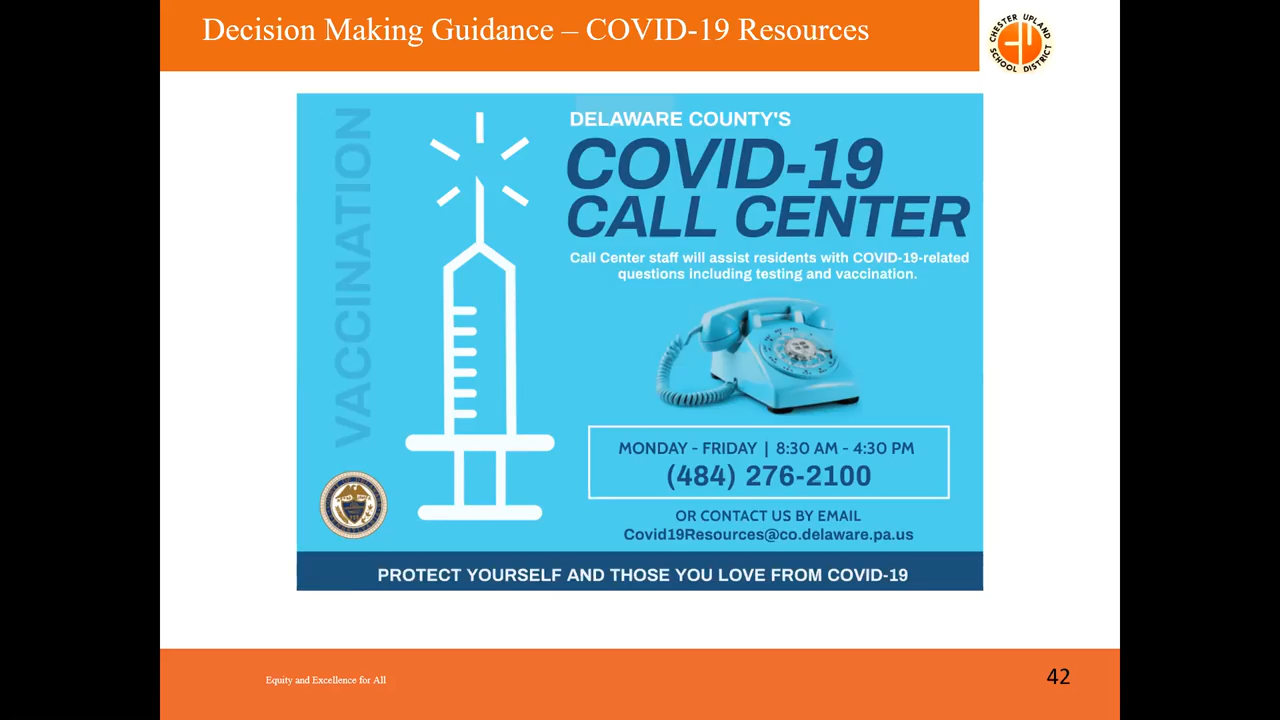 Decision Making Guidance – COVID-19 Resources
CHESTER UPLAND
SCHOOL DISTRICT
VACCINATION
DELAWARE COUNTY'S
COVID-19
CALL CENTER
Call Center staff will assist residents with COVID-19-related
questions including testing and vaccination.
MONDAY - FRIDAY | 8:30 AM - 4:30 PM
(484) 276-2100
OR CONTACT US BY EMAIL
Covid19Resources@co.delaware.pa.us
PROTECT YOURSELF AND THOSE YOU LOVE FROM COVID-19
Equity and Excellence for All
42